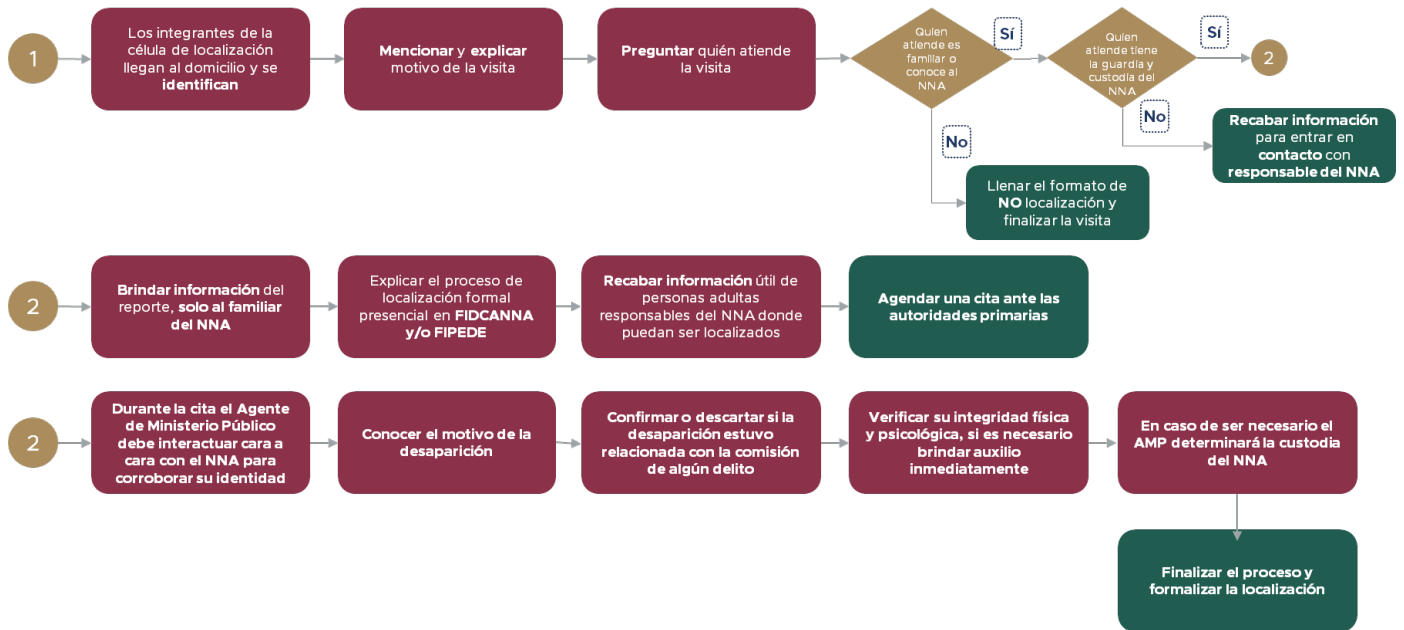 1
Los integrantes de la
célula de localización
llegan al domicilio y se
identifican
Mencionar y explicar
motivo de la visita
Preguntar quién atiende
la visita
Quien
atiende es
familiar o
conoce al
NNA
Sí
Quien
atiende tiene
la guardia y
custodia del
NNA
Sí
2
No
Llenar el formato de
NO localización y
finalizar la visita
No
Recabar información
para entrar en
contacto con
responsable del NNA
2
Brindar información del
reporte, solo al familiar
del NNA
Explicar el proceso de
localización formal
presencial en FIDCANNA
y/o FIPEDE
Recabar información útil de
personas adultas
responsables del NNA donde
puedan ser localizados
Agendar una cita ante las
autoridades primarias
2
Durante la cita el Agente
de Ministerio Público
debe interactuar cara a
cara con el NNA para
corroborar su identidad
Conocer el motivo de la
desaparición
Confirmar o descartar si la
desaparición estuvo
relacionada con la comisión
de algún delito
Verificar su integridad física
y psicológica, si es necesario
brindar auxilio
inmediatamente
En caso de ser necesario el
AMP determinará la custodia
del NNA
Finalizar el proceso y
formalizar la localización